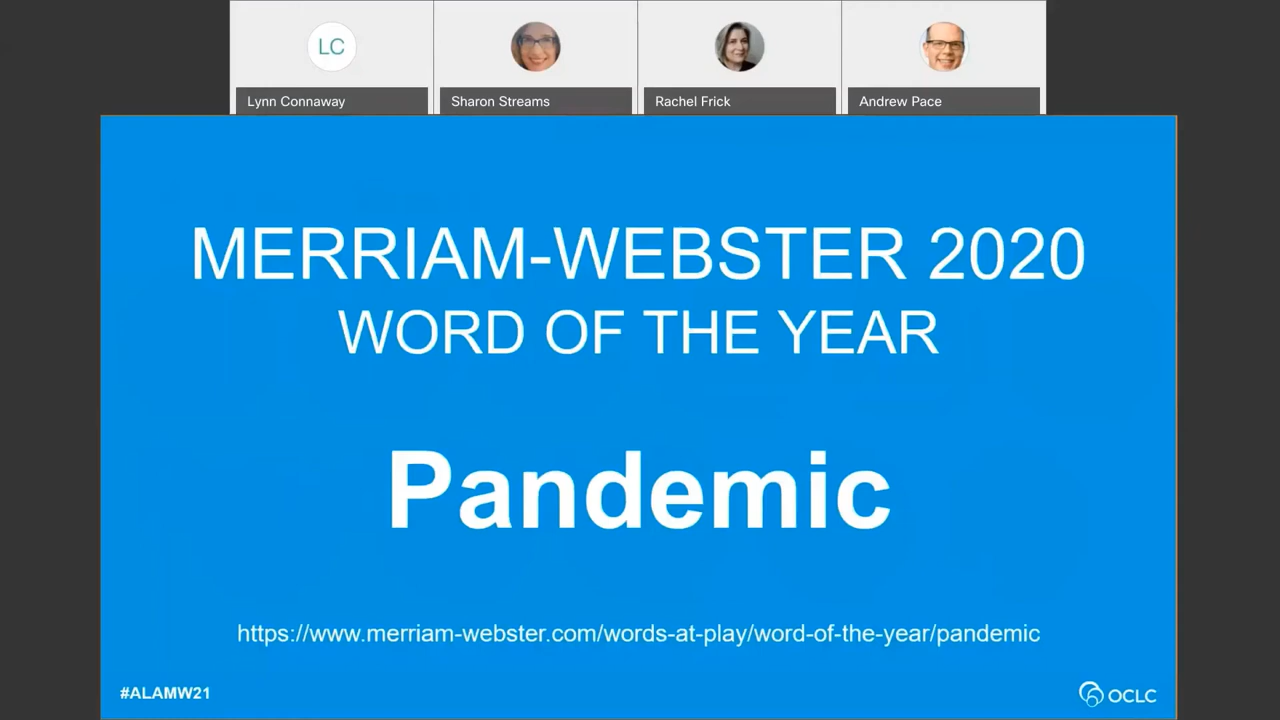 LC
Lynn Connaway
Sharon Streams
Rachel Frick
Andrew Pace
MERRIAM-WEBSTER 2020
WORD OF THE YEAR
Pandemic
https://www.merriam-webster.com/words-at-play/word-of-the-year/pandemic
#ALAMW21
OCLC